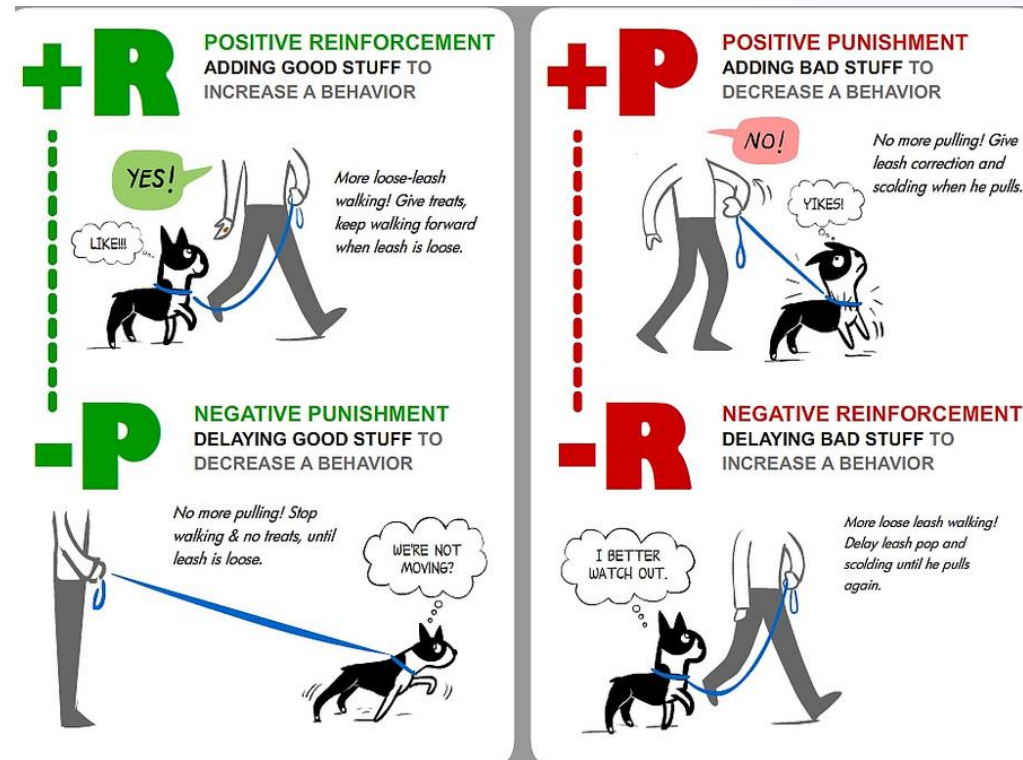 +R
POSITIVE REINFORCEMENT
ADDING GOOD STUFF TO
INCREASE A BEHAVIOR
YES!
LIKE!!!
More loose-leash
walking! Give treats,
keep walking forward
when leash is loose.
-P
NEGATIVE PUNISHMENT
DELAYING GOOD STUFF TO
DECREASE A BEHAVIOR
No more pulling! Stop
walking & no treats, until
leash is loose.
WE'RE NOT
MOVING?
+P
POSITIVE PUNISHMENT
ADDING BAD STUFF TO
DECREASE A BEHAVIOR
NO!
No more pulling! Give
leash correction and
scolding when he pulls.
YIKES!
-R
NEGATIVE REINFORCEMENT
DELAYING BAD STUFF TO
INCREASE A BEHAVIOR
More loose leash walking!
Delay leash pop and
scolding until he pulls
again.
I BETTER
WATCH OUT.